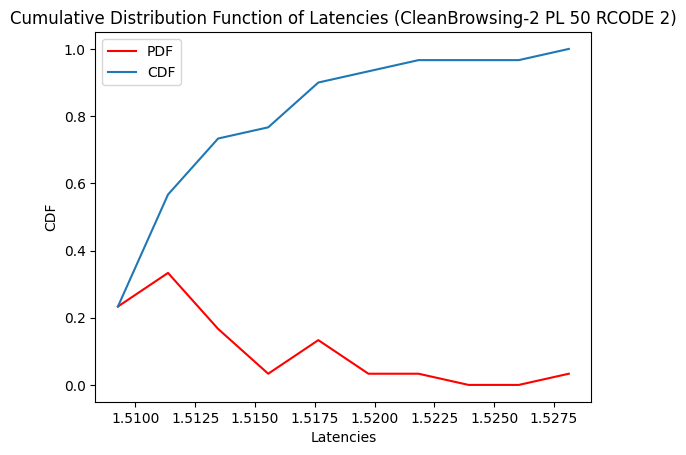 Cumulative Distribution Function of Latencies (CleanBrowsing-2 PL 50 RCODE 2)
PDF
CDF
1.0
0.8
0.6
0.4
0.2
0.0
CDF
1.5100 1.5125 1.5150 1.5175 1.5200 1.5225 1.5250 1.5275
Latencies